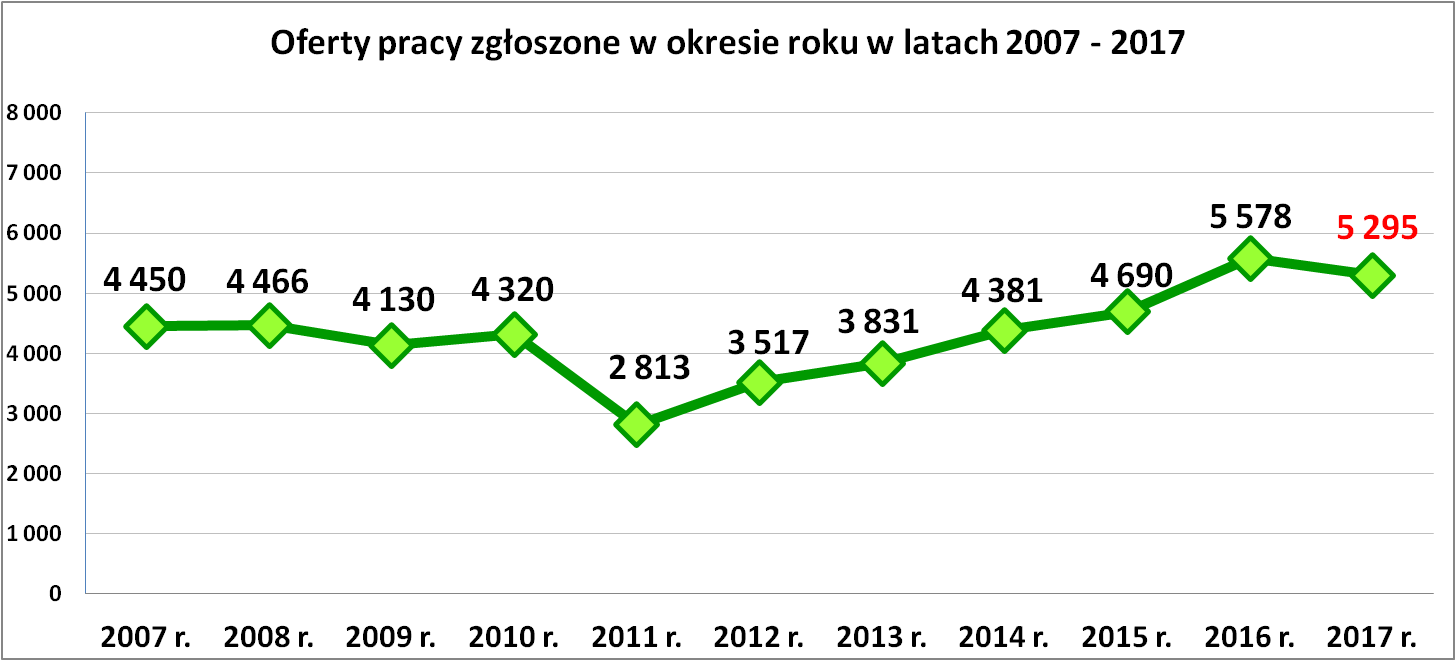 Oferty pracy zgłoszone w okresie roku w latach 2007 - 2017
8 000
7 000
6 000
5 000
4 000
3 000
2 000
1 000
0
4 450
4 466
4 130
4 320
2 813
3 517
3 831
4 381
4 690
5 578
5 295
2007 r.
2008 r.
2009 r.
2010 r.
2011 r.
2012 r.
2013 r.
2014 r.
2015 r.
2016 r.
2017 r.